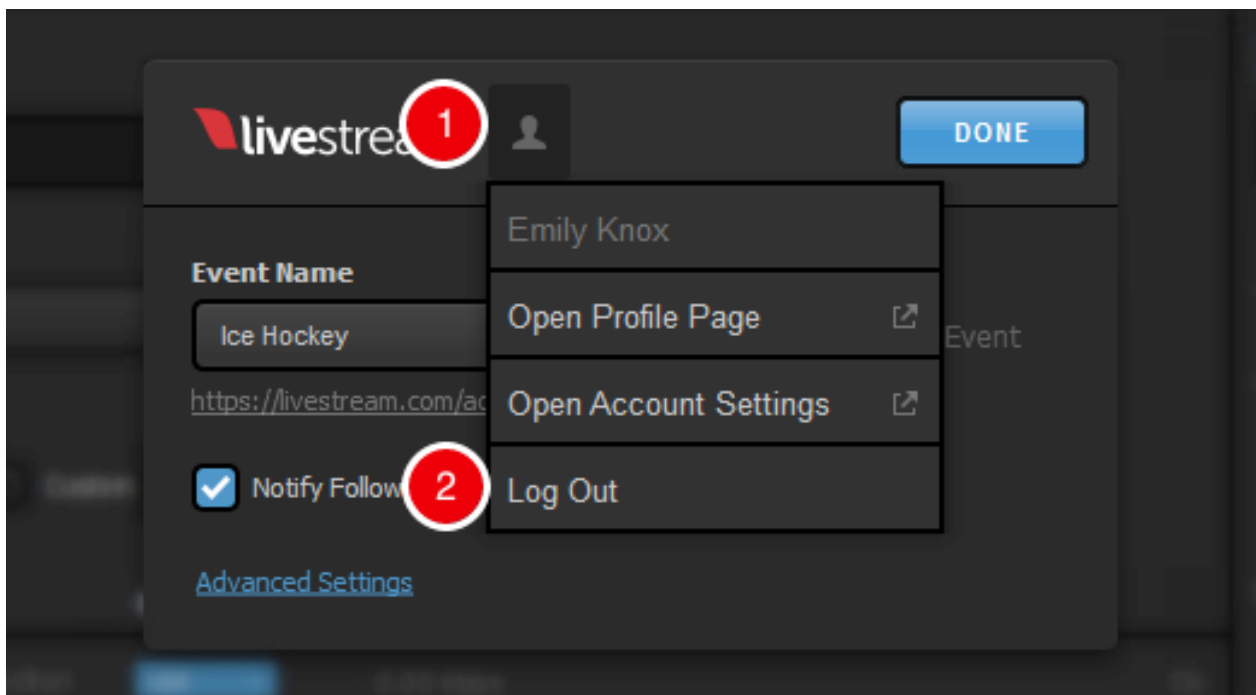 livestrea
1
DONE
Emily Knox
Event Name
Open Profile Page
Ice Hockey
Event
https://livestream.com/ac
Open Account Settings
Notify Follow
2
Log Out
Advanced Settings